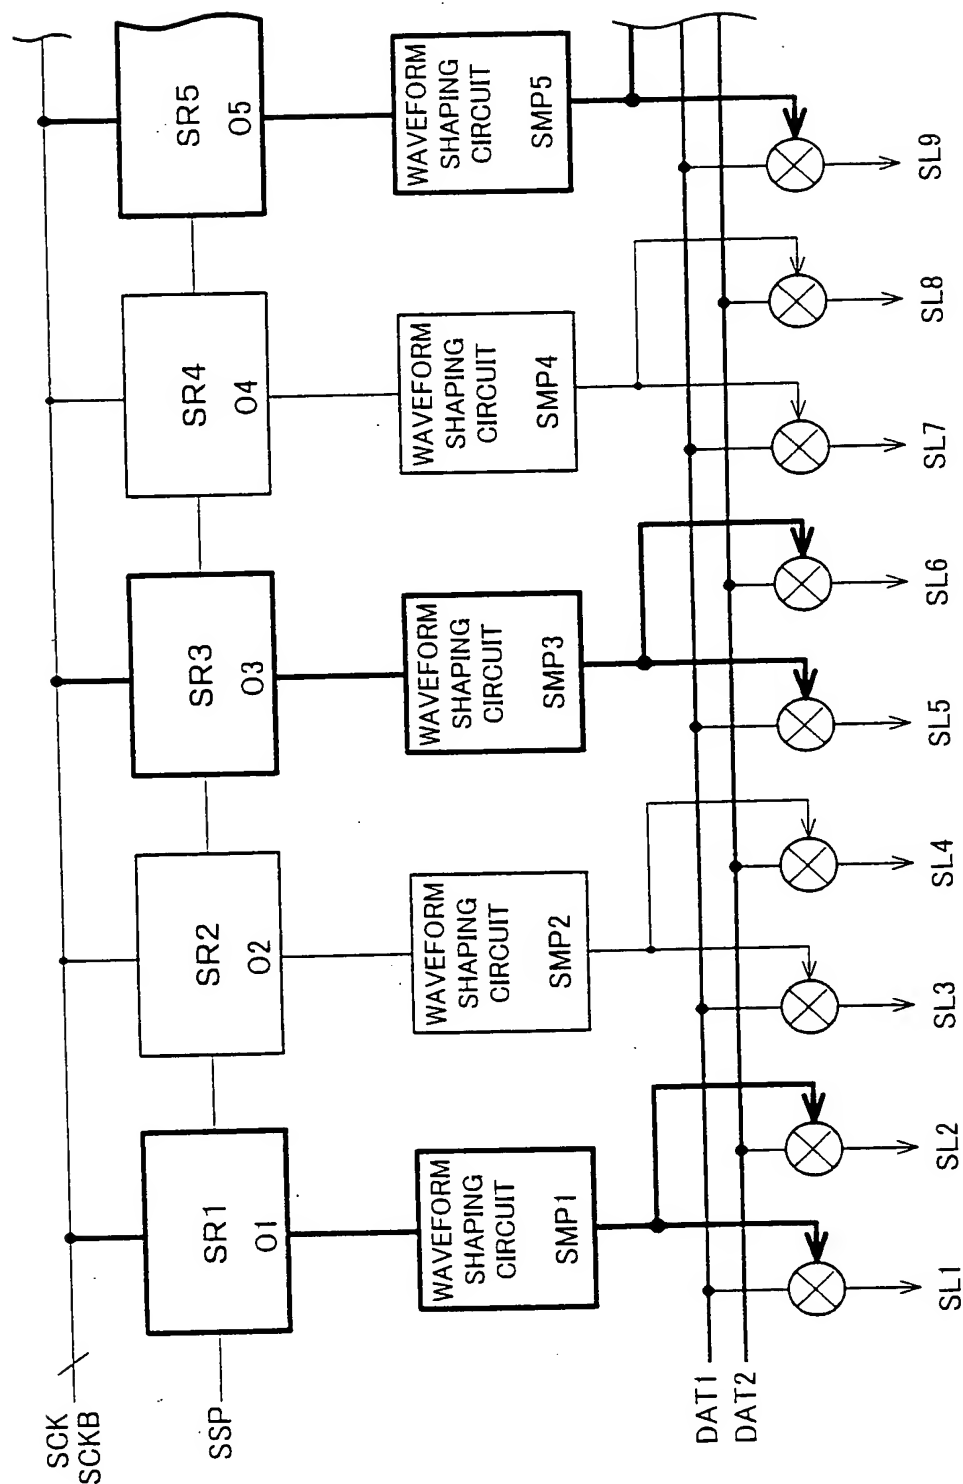 SCK
SCKB
SSP
SR1
O1
SR2
O2
SR3
O3
SR4
O4
SR5
O5
WAVEFORM
SHAPING
CIRCUIT
SMP1
WAVEFORM
SHAPING
CIRCUIT
SMP2
WAVEFORM
SHAPING
CIRCUIT
SMP3
WAVEFORM
SHAPING
CIRCUIT
SMP4
WAVEFORM
SHAPING
CIRCUIT
SMP5
DAT1
DAT2
SL1
SL2
SL3
SL4
SL5
SL6
SL7
SL8
SL9